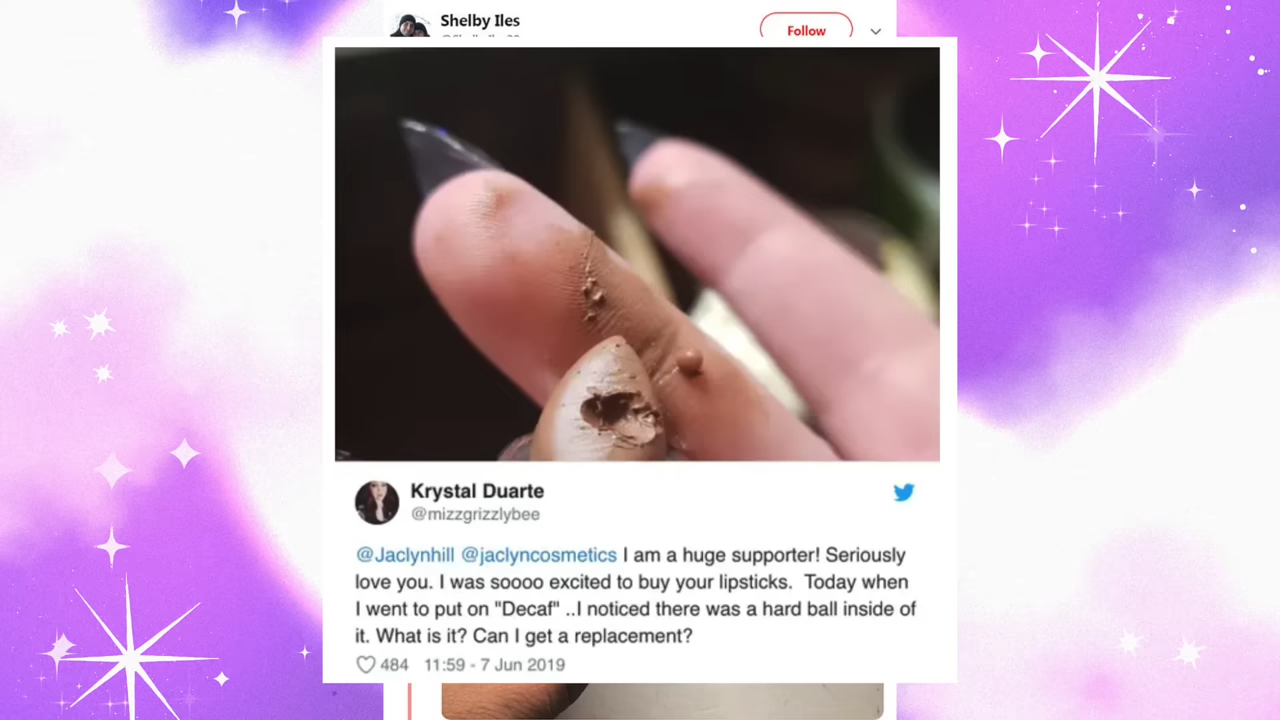 Shelby Iles
Follow
Krystal Duarte
@mizzgrizzlybee
@Jaclynhill @jaclyncosmetics I am a huge supporter! Seriously
love you. I was soooo excited to buy your lipsticks. Today when
I went to put on "Decaf" ..I noticed there was a hard ball inside of
it. What is it? Can I get a replacement?
484 11:59 - 7 Jun 2019